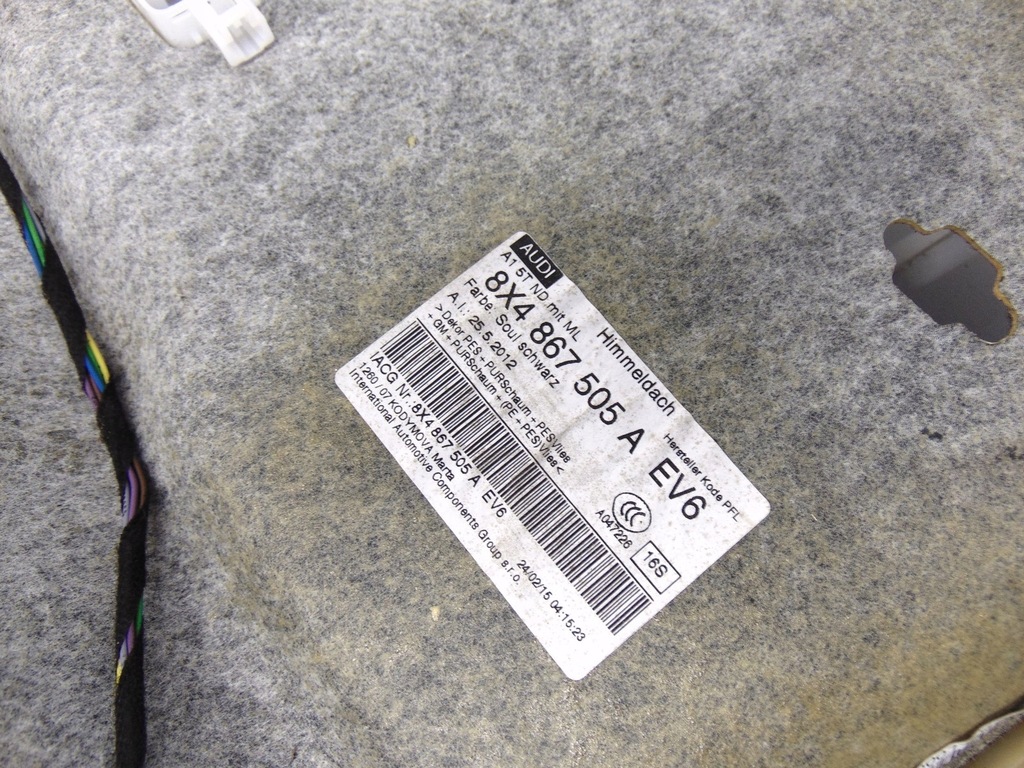 AUDI
A1 5T ND mit ML Himmeldach
8X4 867 505 A EV6
Farbe: Soul schwarz Hersteller Kode PFL
A.I.: 25.5.2012
>Dekor PES + PURSchaum + PESVlies
+ GM + PURSchaum + (PE + PES)Vlies<
A047226
16S
IACG Nr.:8X4 867 505 A EV6
1260 / 07 KODYMOVA Marta 24/02/15 04:15:23
International Automotive Components Group s.r.o.